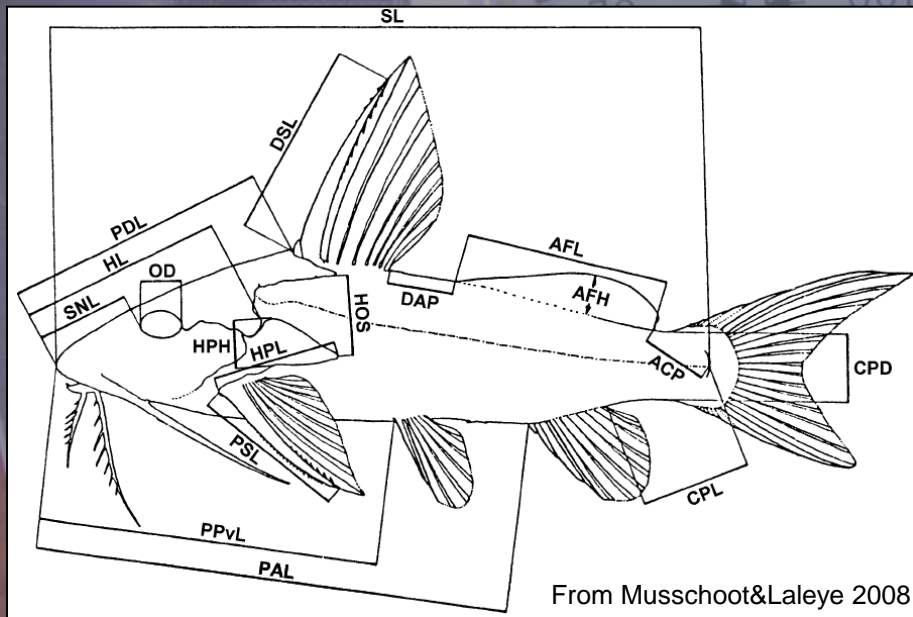 SL
DSL
PDL
HL
OD
SNL
AFL
DAP
AFH
HOS
HPH
HPL
ACP
CPD
PSL
CPL
PPvL
PAL
From Musschoot&Laleye 2008